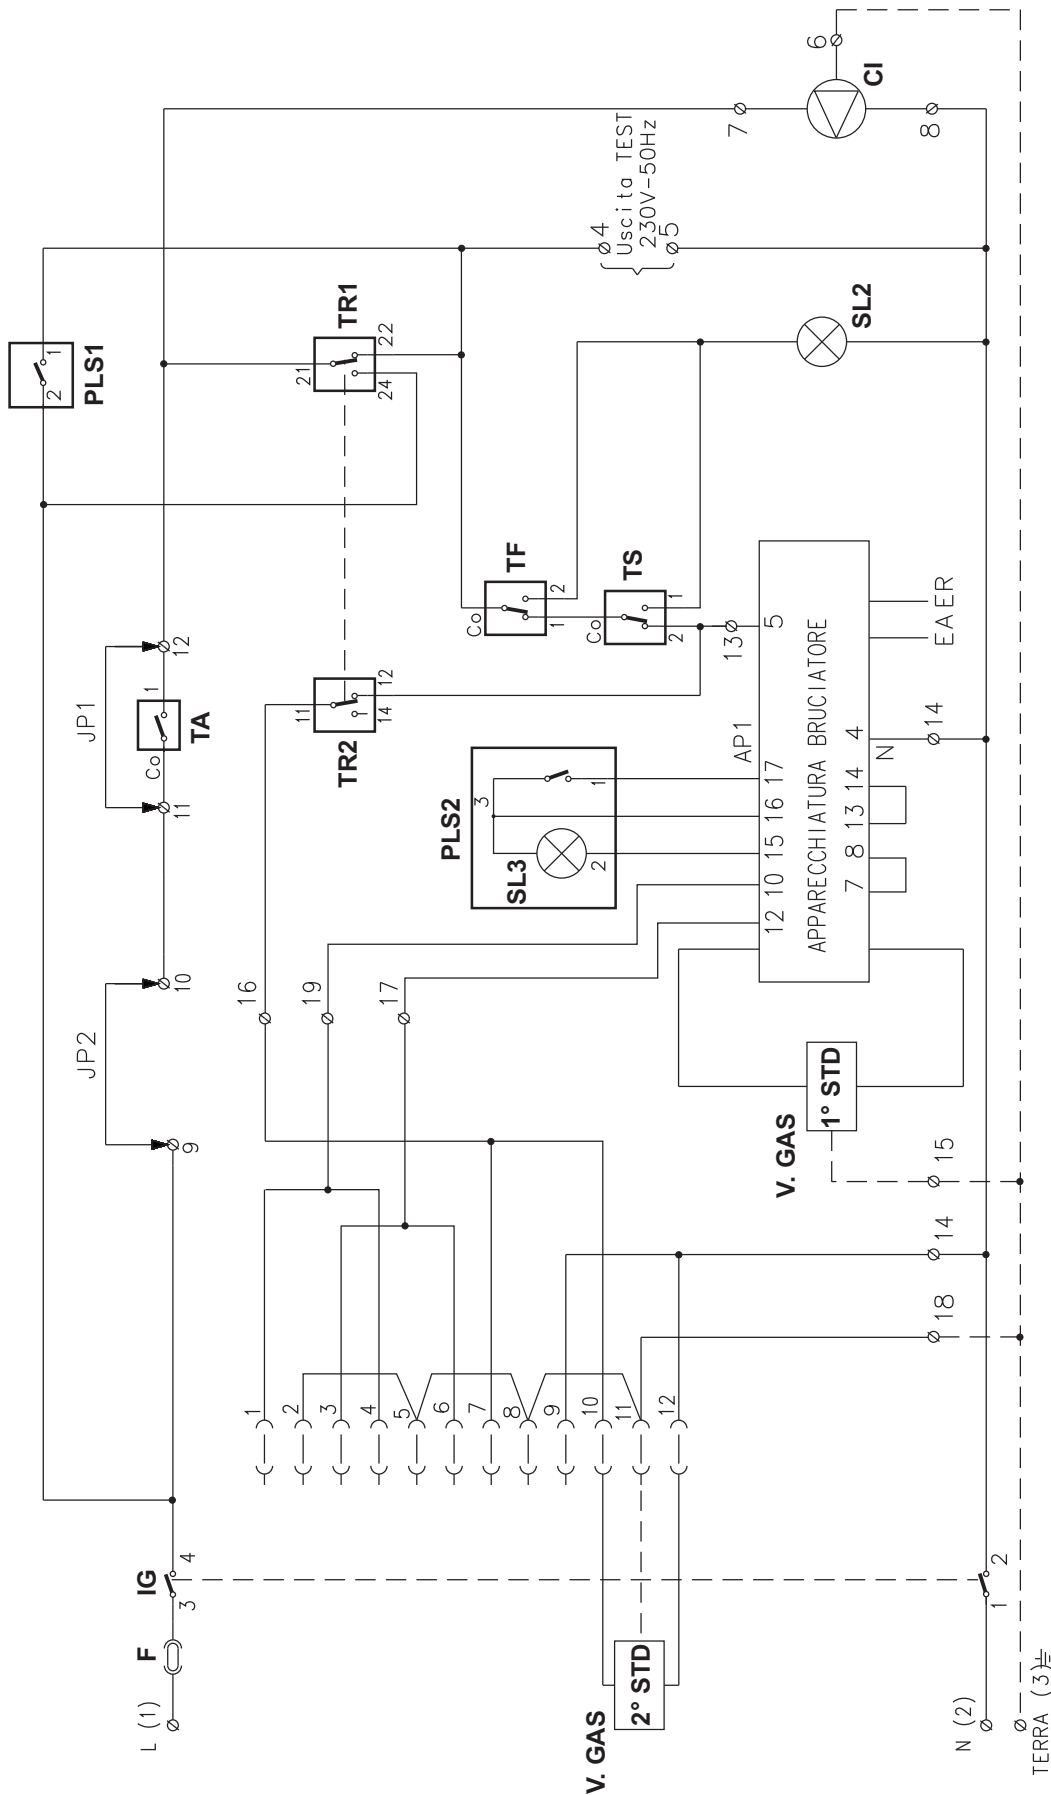 L (1)
F
IG
3
4
9
JP2
10
11
JP1
Co
1
TA
12
PLS1
2
1
TR1
21
22
24
7
CI
6
8
4
Uscita TEST
230V-50Hz
5
SL2
TF
Co
1
2
TS
Co
2
1
13
TR2
11
12
14
PLS2
3
1
SL3
2
AP1
12
10
15
16
17
5
APPARECCHIATURA BRUCIATORE
7
8
13
14
4
N
EA
ER
14
16
19
17
V. GAS
1° STD
15
14
18
1
2
3
4
5
6
7
8
9
10
11
12
V. GAS
2° STD
N (2)
1
2
TERRA (3)